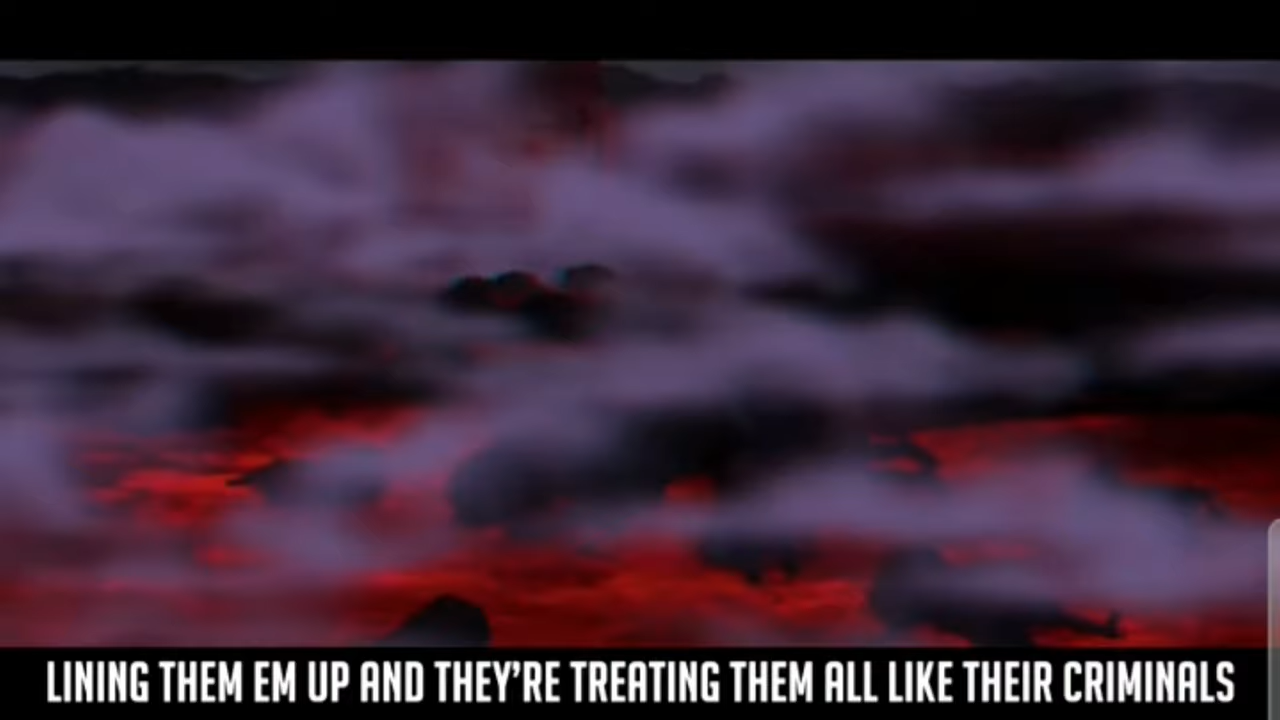 LINING THEM EM UP AND THEY'RE TREATING THEM ALL LIKE THEIR CRIMINALS